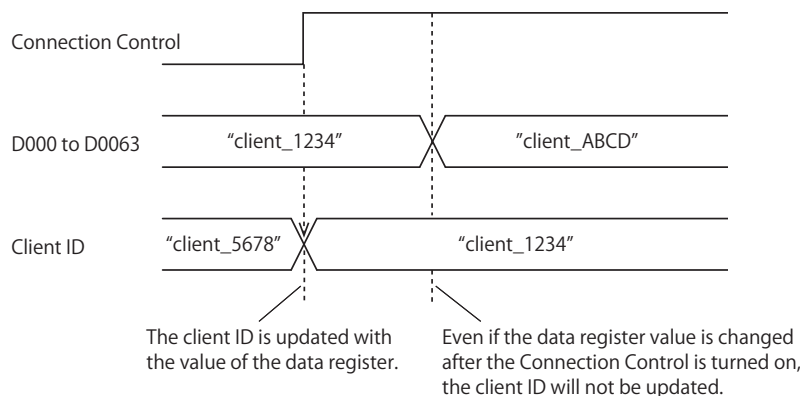 Connection Control
D000 to D0063
“client_1234”
”client_ABCD”
Client ID
“client_5678”
“client_1234”
The client ID is updated with
the value of the data register.
Even if the data register value is changed
after the Connection Control is turned on,
the client ID will not be updated.